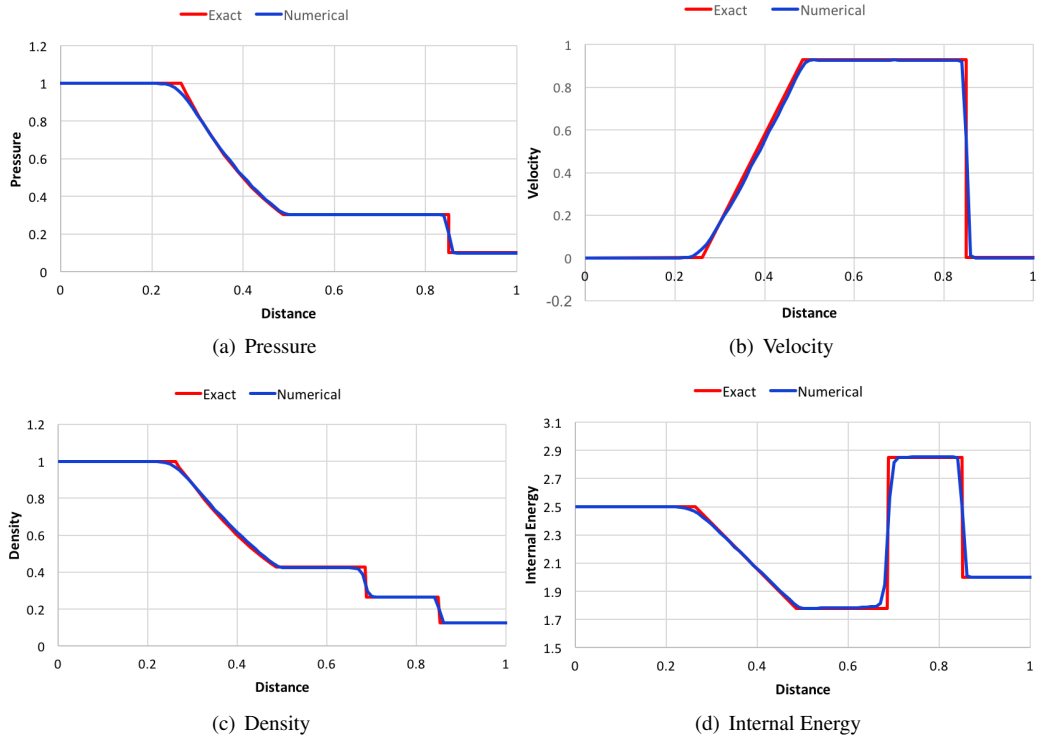 Exact Numerical
1.2
1
0.8
0.6
0.4
0.2
0
Pressure
0 0.2 0.4 0.6 0.8 1
Distance
(a) Pressure
Exact Numerical
1
0.8
0.6
0.4
0.2
0
-0.2
Velocity
0 0.2 0.4 0.6 0.8 1
Distance
(b) Velocity
Exact Numerical
1.2
1
0.8
0.6
0.4
0.2
0
Density
0 0.2 0.4 0.6 0.8 1
Distance
(c) Density
Exact Numerical
3.1
2.9
2.7
2.5
2.3
2.1
1.9
1.7
1.5
Internal Energy
0 0.2 0.4 0.6 0.8 1
Distance
(d) Internal Energy